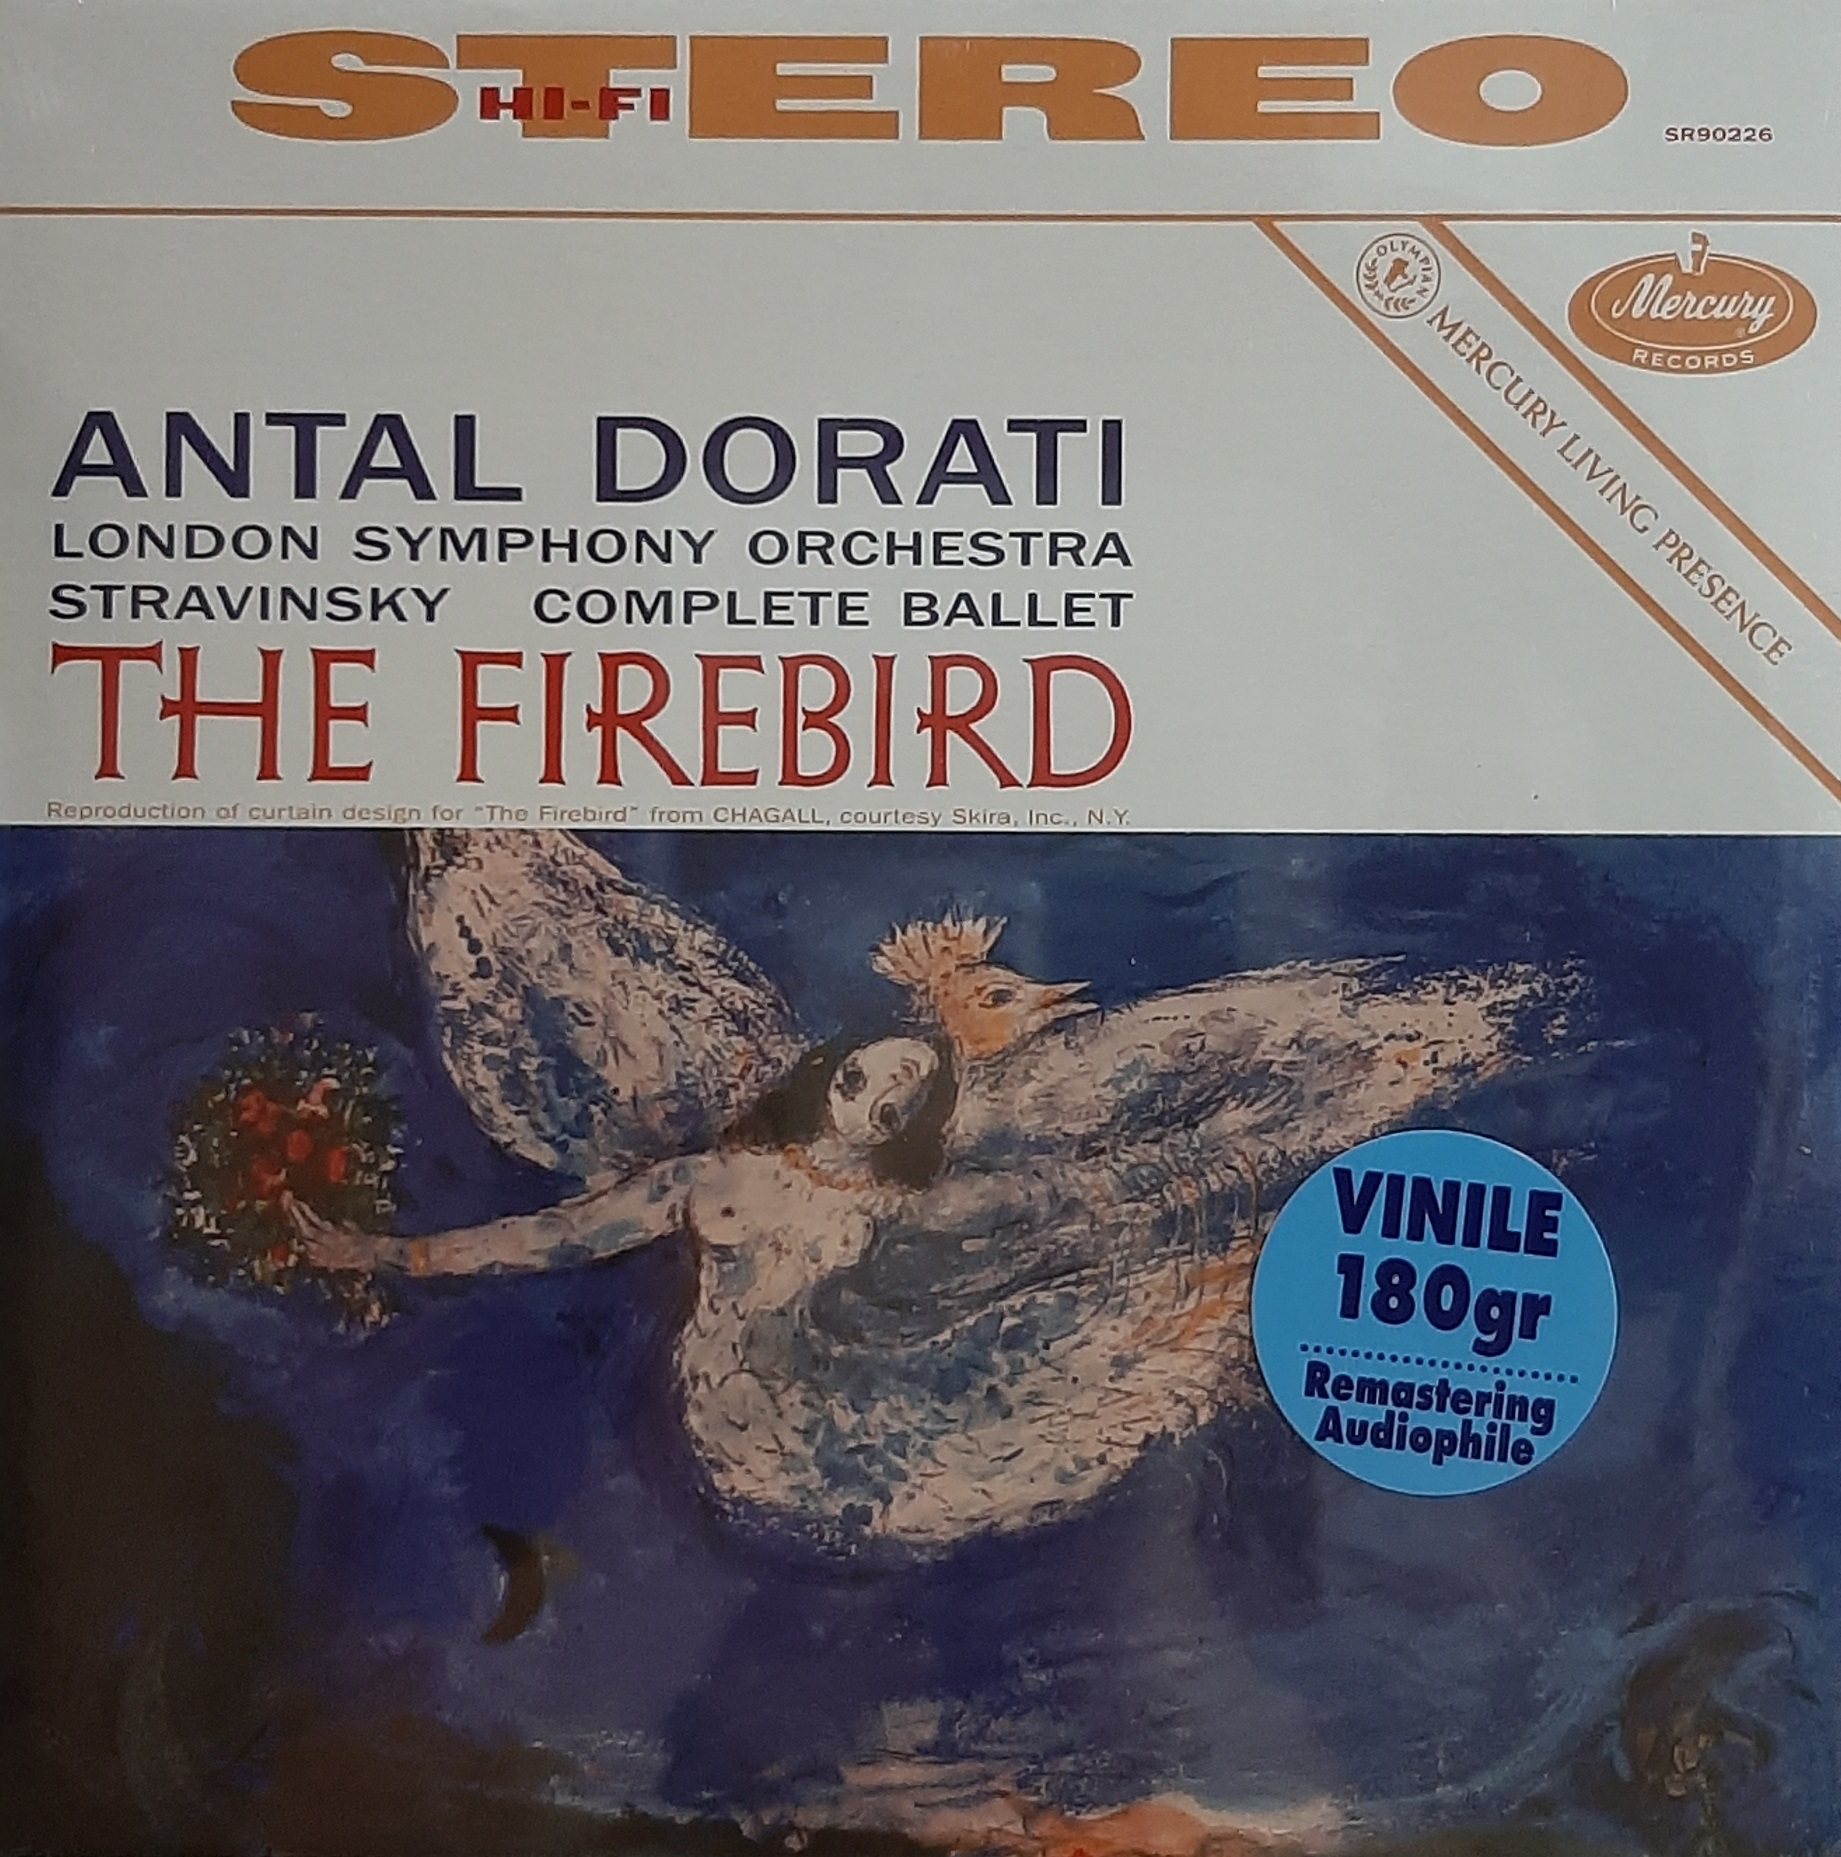 STEREO
HI-FI
SR90226
OLYMPIAN
Mercury
RECORDS
MERCURY LIVING PRESENCE
ANTAL DORATI
LONDON SYMPHONY ORCHESTRA
STRAVINSKY COMPLETE BALLET
THE FIREBIRD
Reproduction of curtain design for "The Firebird" from CHAGALL, courtesy Skira, Inc., N.Y.
VINILE
180gr
Remastering
Audiophile